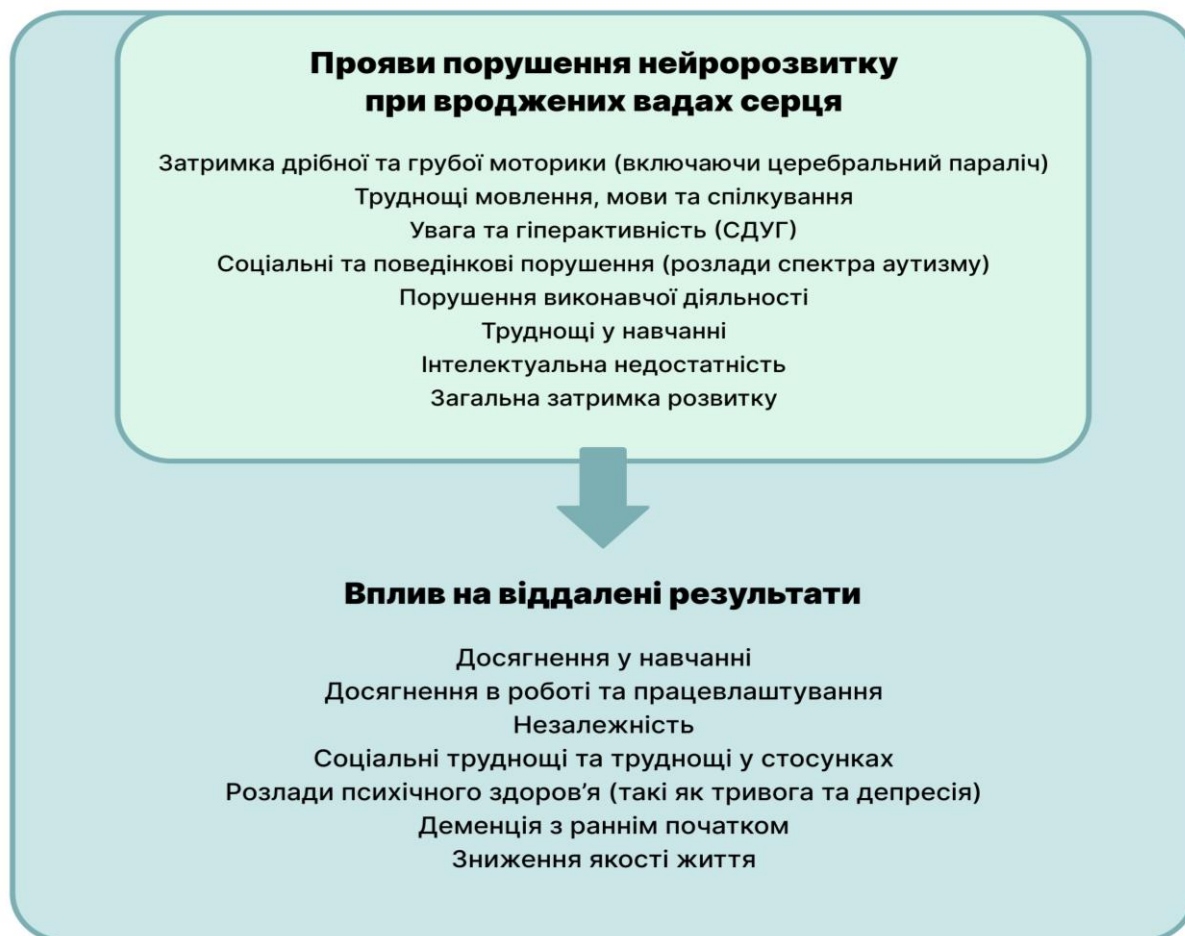 Прояви порушення нейророзвитку
при вроджених вадах серця
Затримка дрібної та грубої моторики (включаючи церебральний параліч)
Труднощі мовлення, мови та спілкування
Увага та гіперактивність (СДУГ)
Соціальні та поведінкові порушення (розлади спектра аутизму)
Порушення виконавчої діяльності
Труднощі у навчанні
Інтелектуальна недостатність
Загальна затримка розвитку
Вплив на віддалені результати
Досягнення у навчанні
Досягнення в роботі та працевлаштування
Незалежність
Соціальні труднощі та труднощі у стосунках
Розлади психічного здоров’я (такі як тривога та депресія)
Деменція з раннім початком
Зниження якості життя